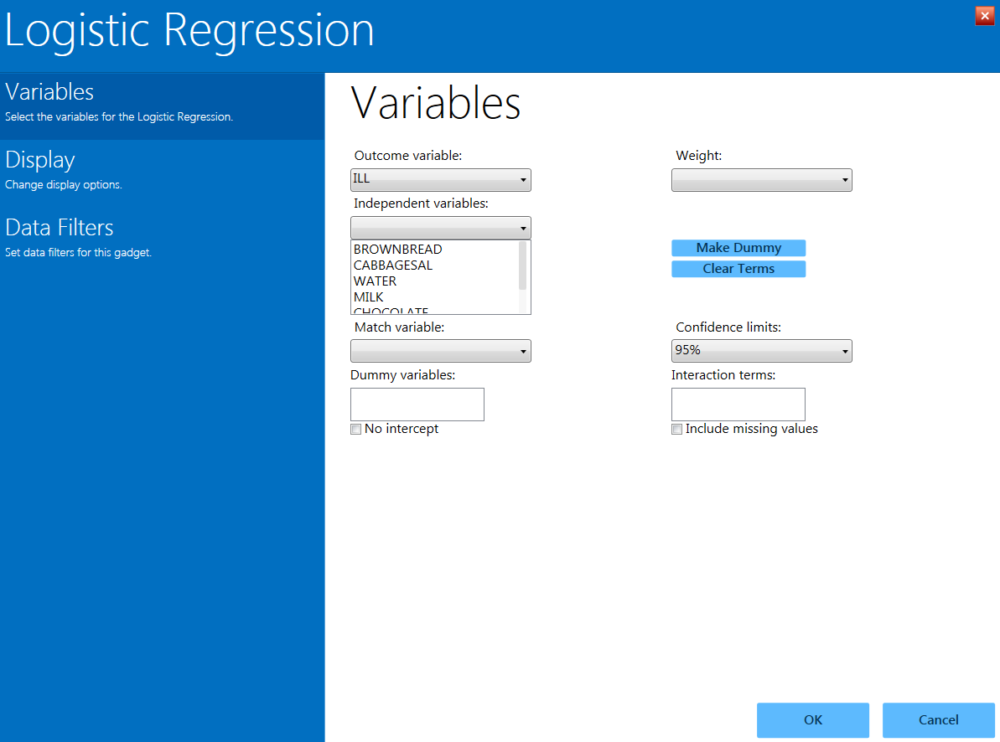 Logistic Regression
Variables
Select the variables for the Logistic Regression.
Display
Change display options.
Data Filters
Set data filters for this gadget.
Variables
Outcome variable:
ILL
Weight:
Independent variables:
BROWNBREAD
CABBAGESAL
WATER
MILK
CHOCOLATE
Make Dummy
Clear Terms
Match variable:
Confidence limits:
95%
Dummy variables:
Interaction terms:
No intercept
Include missing values
OK
Cancel